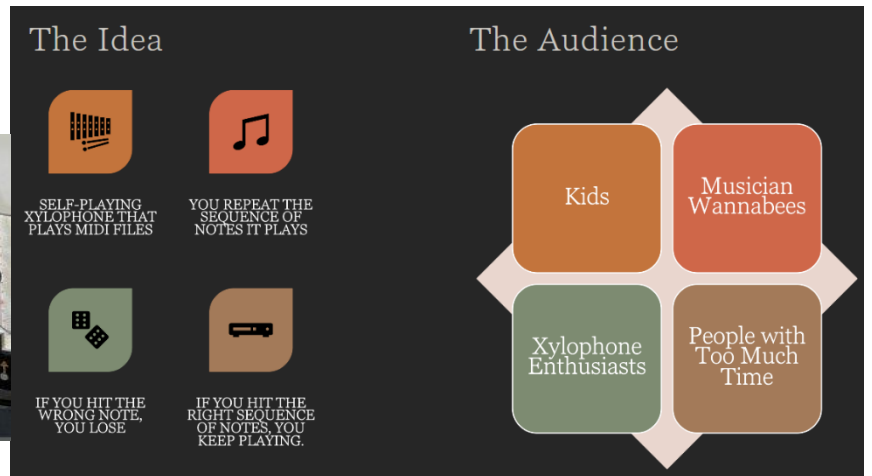 The Idea
SELF-PLAYING
XYLOPHONE THAT
PLAYS MIDI FILES
YOU REPEAT THE
SEQUENCE OF
NOTES IT PLAYS
IF YOU HIT THE
WRONG NOTE,
YOU LOSE
IF YOU HIT THE
RIGHT SEQUENCE
OF NOTES, YOU
KEEP PLAYING.
The Audience
Kids
Musician
Wannabees
Xylophone
Enthusiasts
People with
Too Much
Time